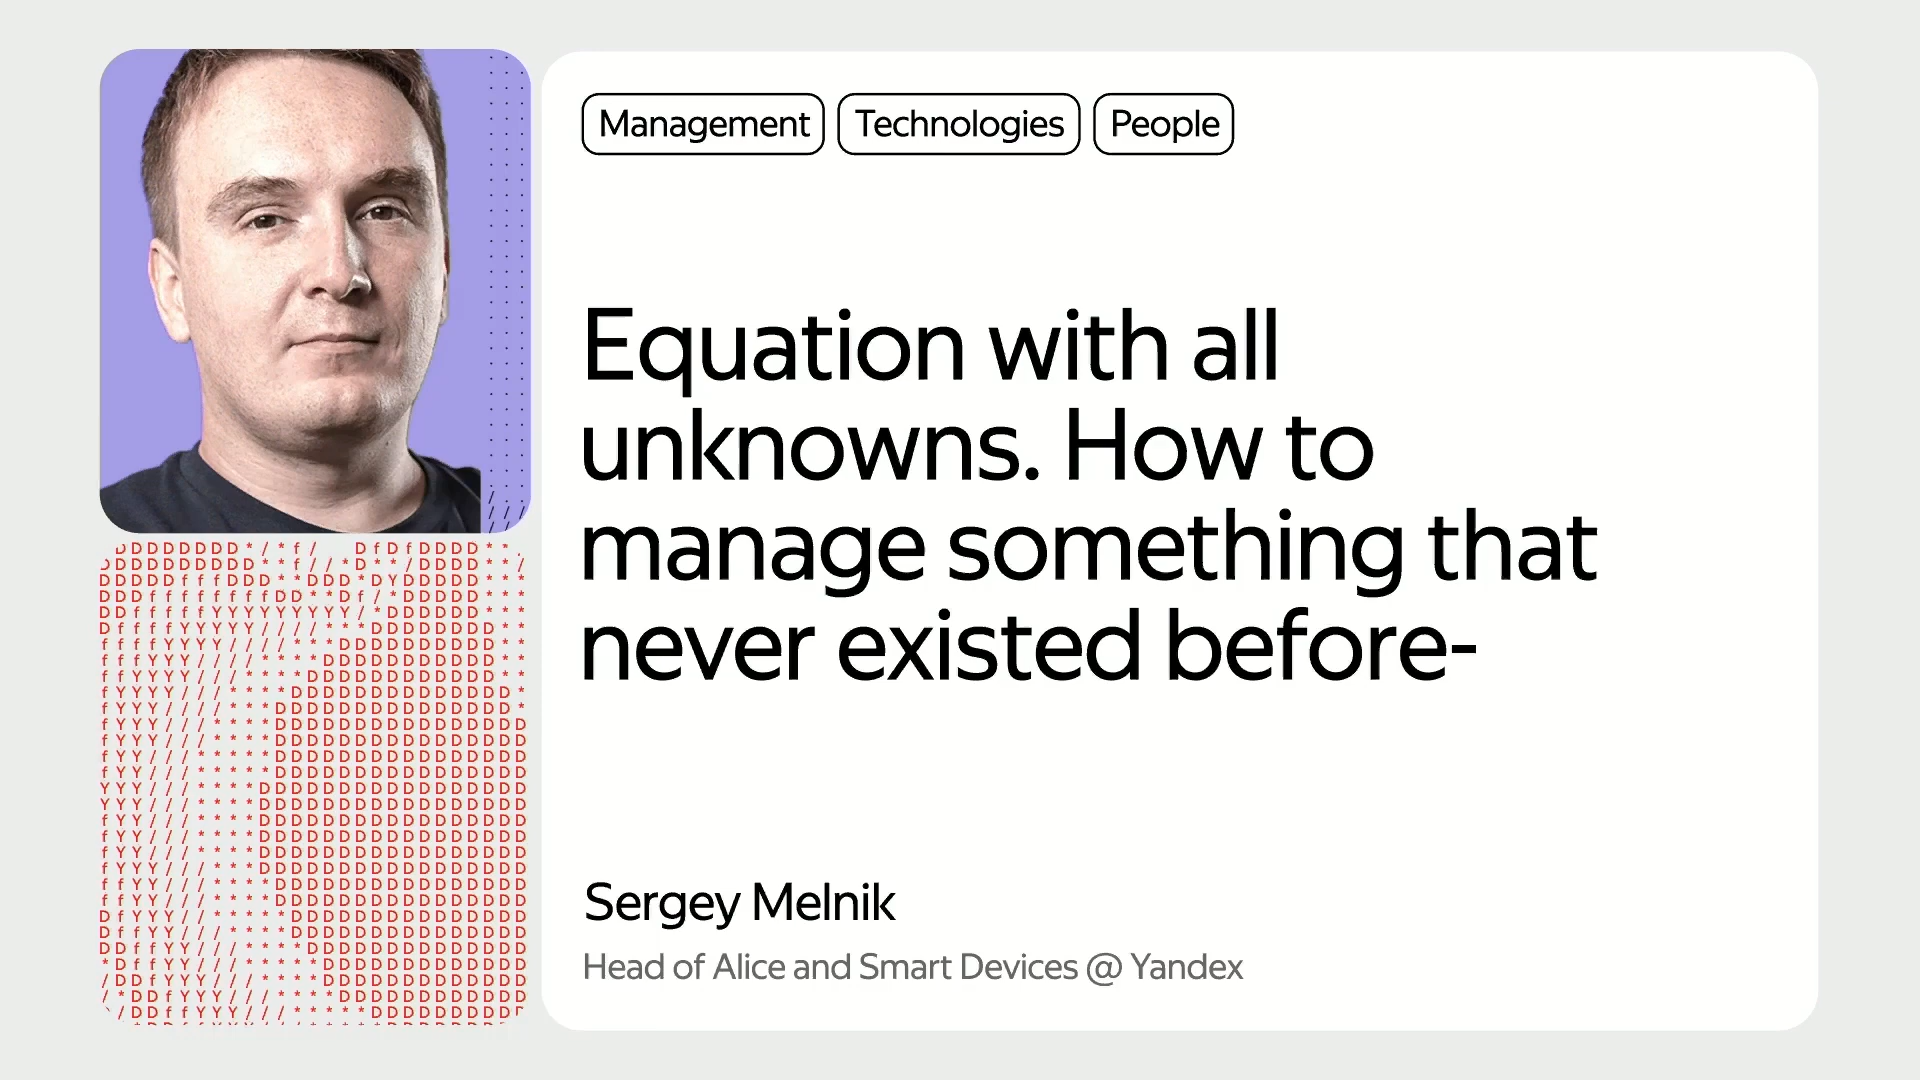 Management
Technologies
People
Equation with all
unknowns. How to
manage something that
never existed before-
Sergey Melnik
Head of Alice and Smart Devices @ Yandex